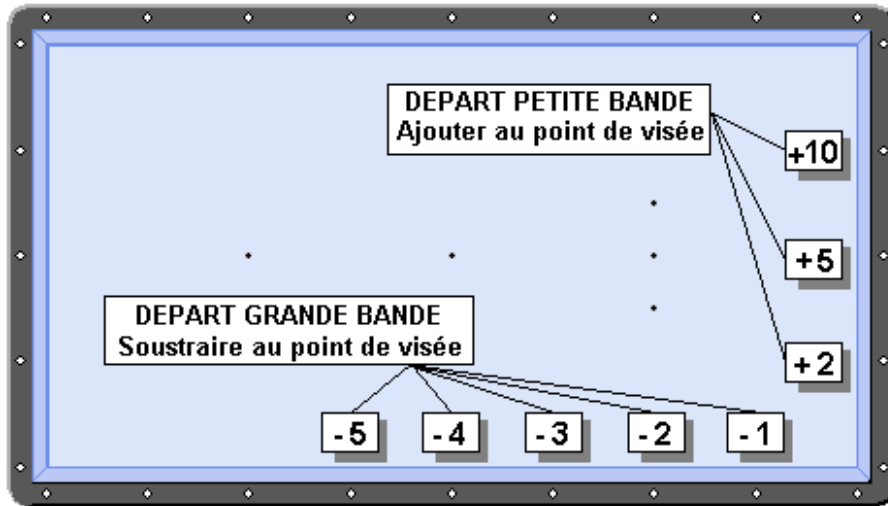 DEPART PETITE BANDE
Ajouter au point de visée
+10
+5
DEPART GRANDE BANDE
Soustraire au point de visée
+2
-5
-4
-3
-2
-1